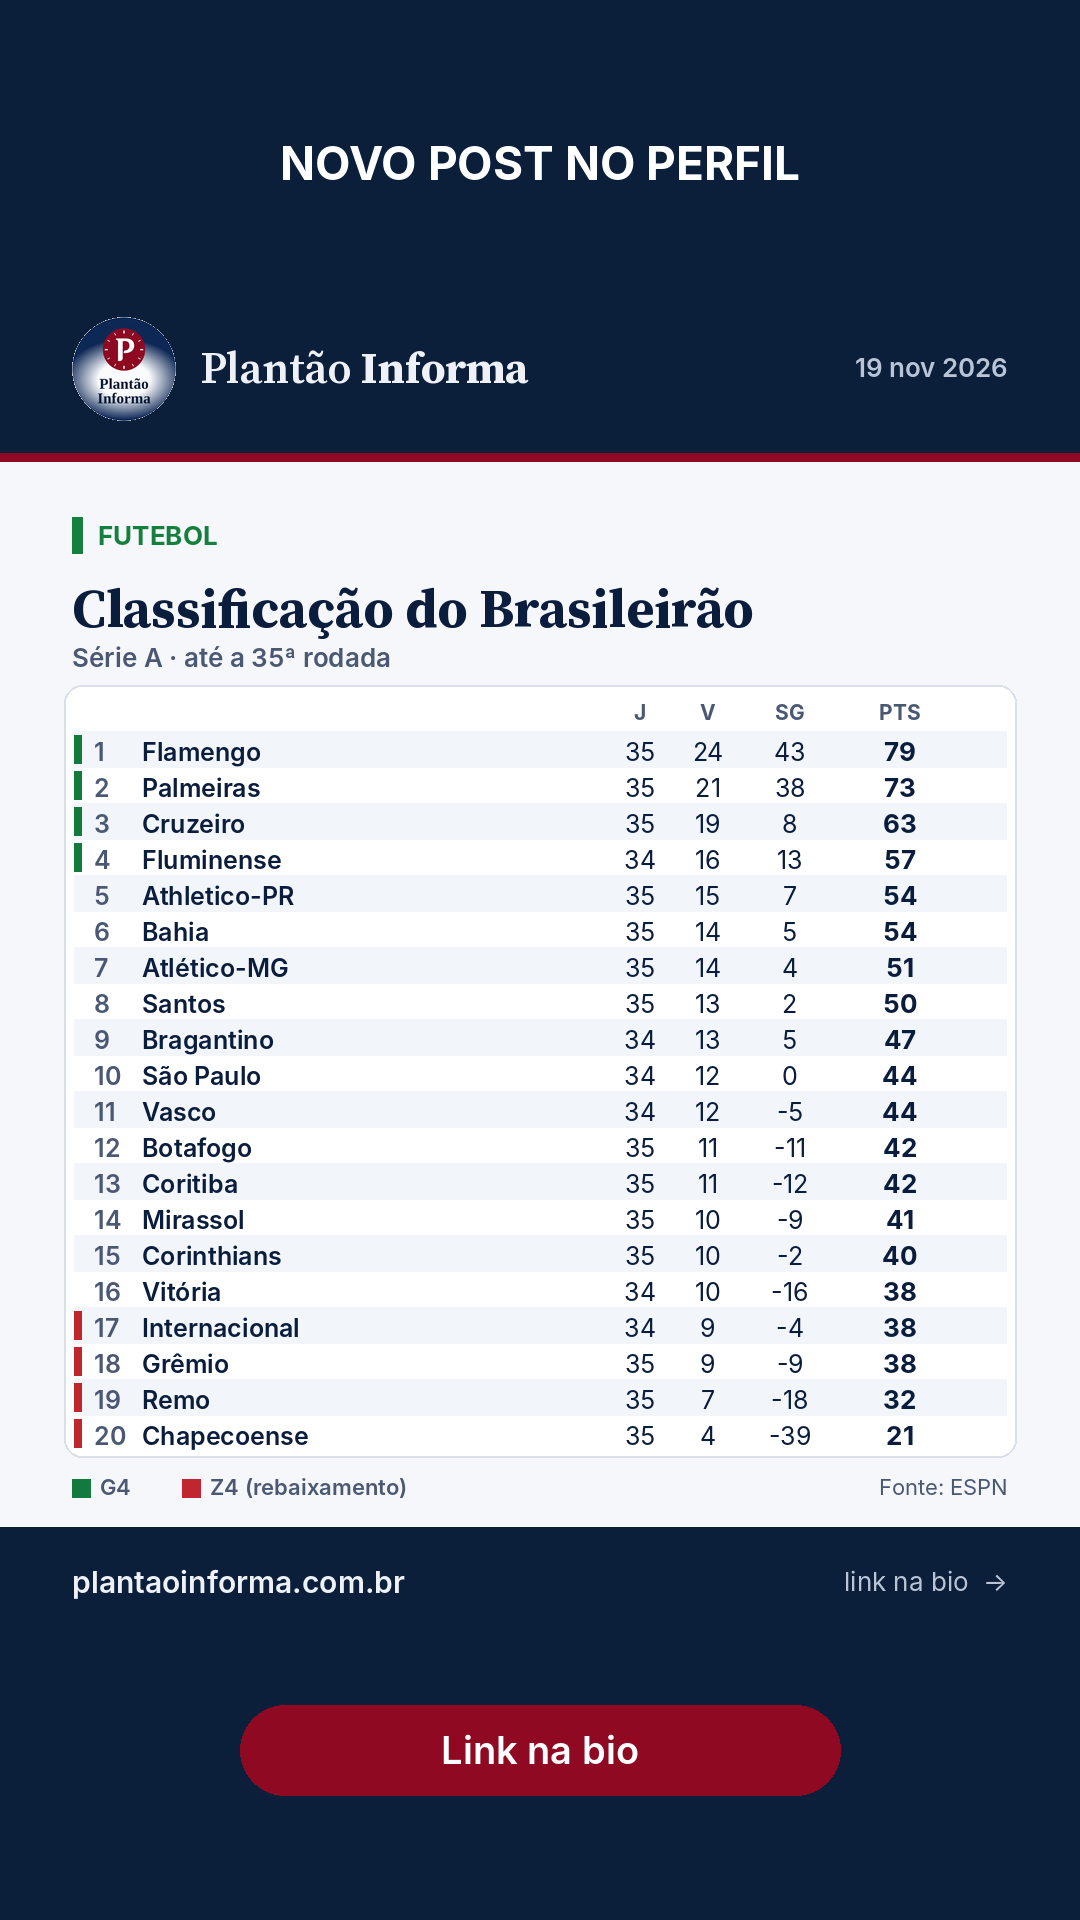 NOVO POST NO PERFIL
P
Plantão
Informa
Plantão Informa
19 nov 2026
FUTEBOL
Classificação do Brasileirão
Série A · até a 35ª rodada
J V SG PTS
1 Flamengo 35 24 43 79
2 Palmeiras 35 21 38 73
3 Cruzeiro 35 19 8 63
4 Fluminense 34 16 13 57
5 Athletico-PR 35 15 7 54
6 Bahia 35 14 5 54
7 Atlético-MG 35 14 4 51
8 Santos 35 13 2 50
9 Bragantino 34 13 5 47
10 São Paulo 34 12 0 44
11 Vasco 34 12 -5 44
12 Botafogo 35 11 -11 42
13 Coritiba 35 11 -12 42
14 Mirassol 35 10 -9 41
15 Corinthians 35 10 -2 40
16 Vitória 34 10 -16 38
17 Internacional 34 9 -4 38
18 Grêmio 35 9 -9 38
19 Remo 35 7 -18 32
20 Chapecoense 35 4 -39 21
G4 Z4 (rebaixamento) Fonte: ESPN
plantaoinforma.com.br link na bio →
Link na bio